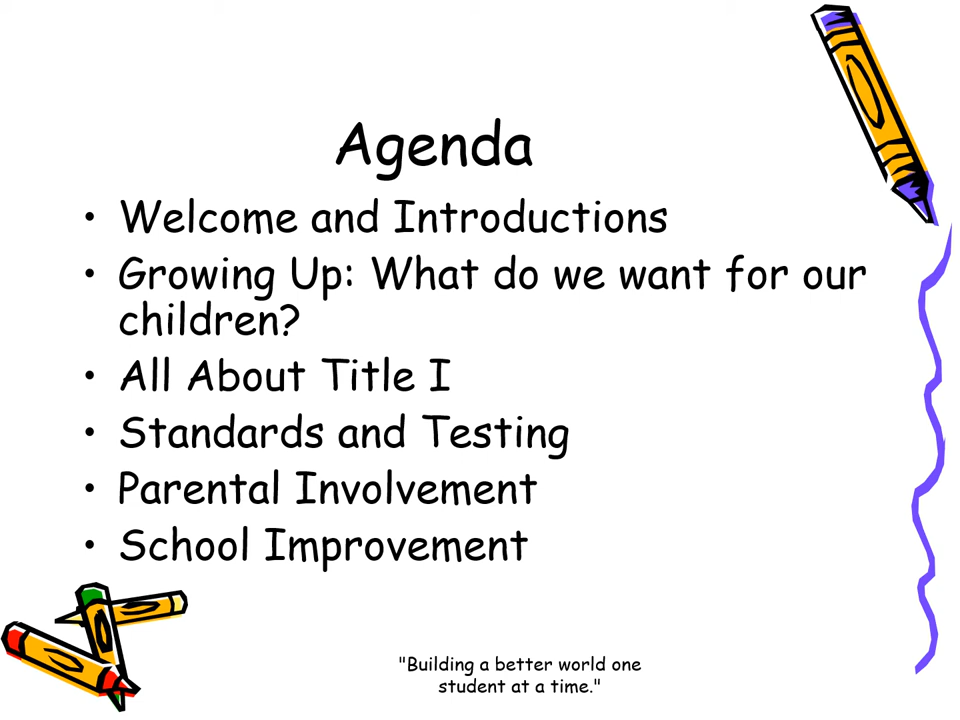 Agenda
• Welcome and Introductions
• Growing Up: What do we want for our
children?
• All About Title I
• Standards and Testing
• Parental Involvement
• School Improvement
"Building a better world one
student at a time."